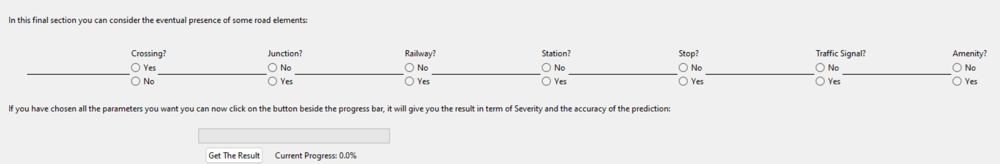 In this final section you can consider the eventual presence of some road elements:
Crossing? Junction? Railway? Station? Stop? Traffic Signal? Amenity?
Yes No No No No No No
No Yes Yes Yes Yes Yes Yes
If you have chosen all the parameters you want you can now click on the button beside the progress bar, it will give you the result in term of Severity and the accuracy of the prediction:
Get The Result Current Progress: 0.0%